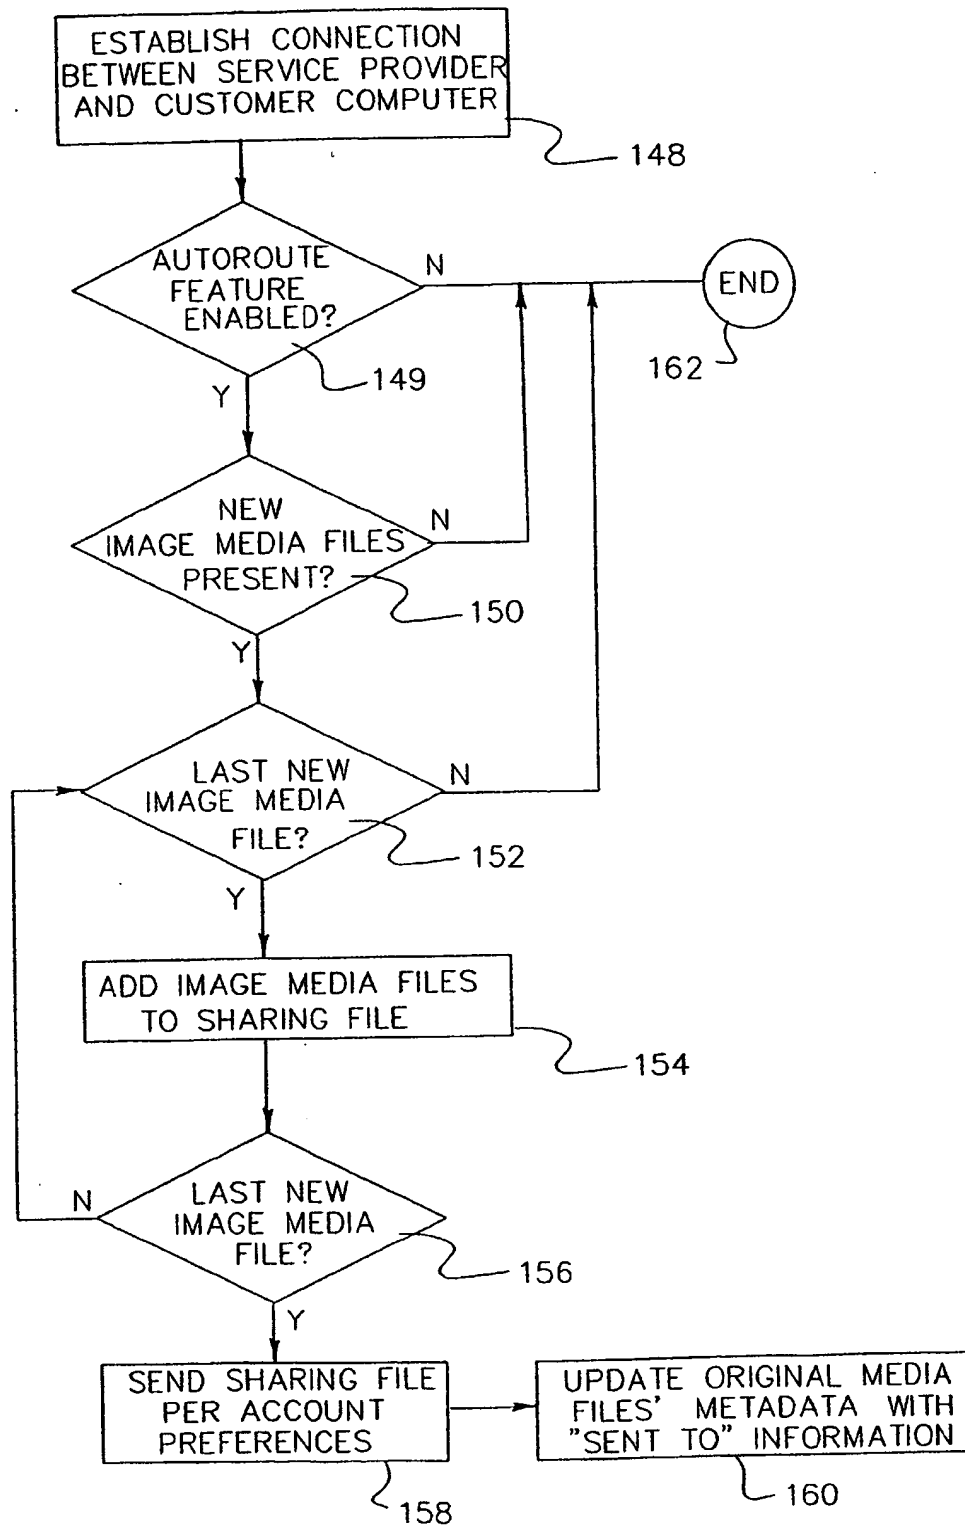 ESTABLISH CONNECTION
BETWEEN SERVICE PROVIDER
AND CUSTOMER COMPUTER
148
AUTOROUTE
FEATURE
ENABLED?
N
END
149
162
Y
NEW
IMAGE MEDIA FILES
PRESENT?
N
150
Y
LAST NEW
IMAGE MEDIA
FILE?
N
152
Y
ADD IMAGE MEDIA FILES
TO SHARING FILE
154
LAST NEW
IMAGE MEDIA
FILE?
N
156
Y
SEND SHARING FILE
PER ACCOUNT
PREFERENCES
158
UPDATE ORIGINAL MEDIA
FILES' METADATA WITH
"SENT TO" INFORMATION
160